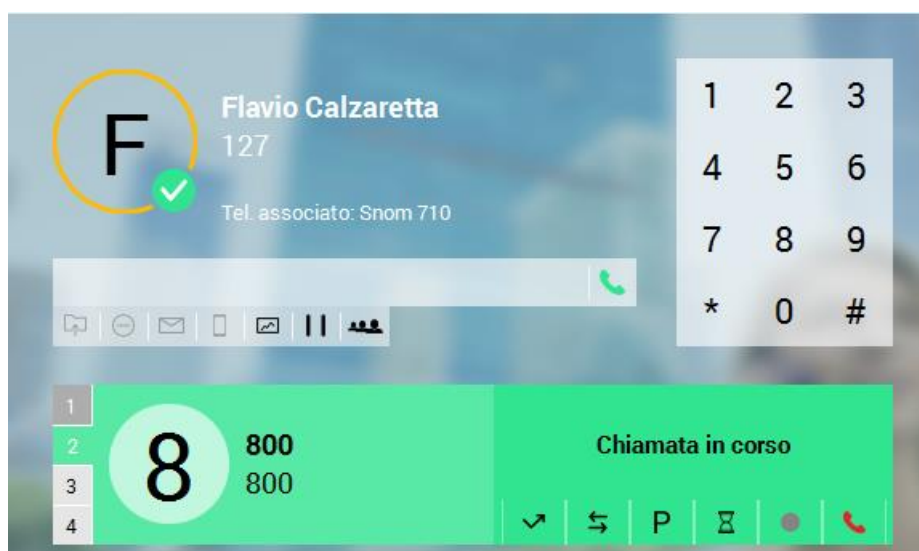 F
Flavio Calzaretta
127
Tel. associato: Snom 710
1 2 3
4 5 6
7 8 9
* 0 #
1
2
3
4
8
800
800
Chiamata in corso
P